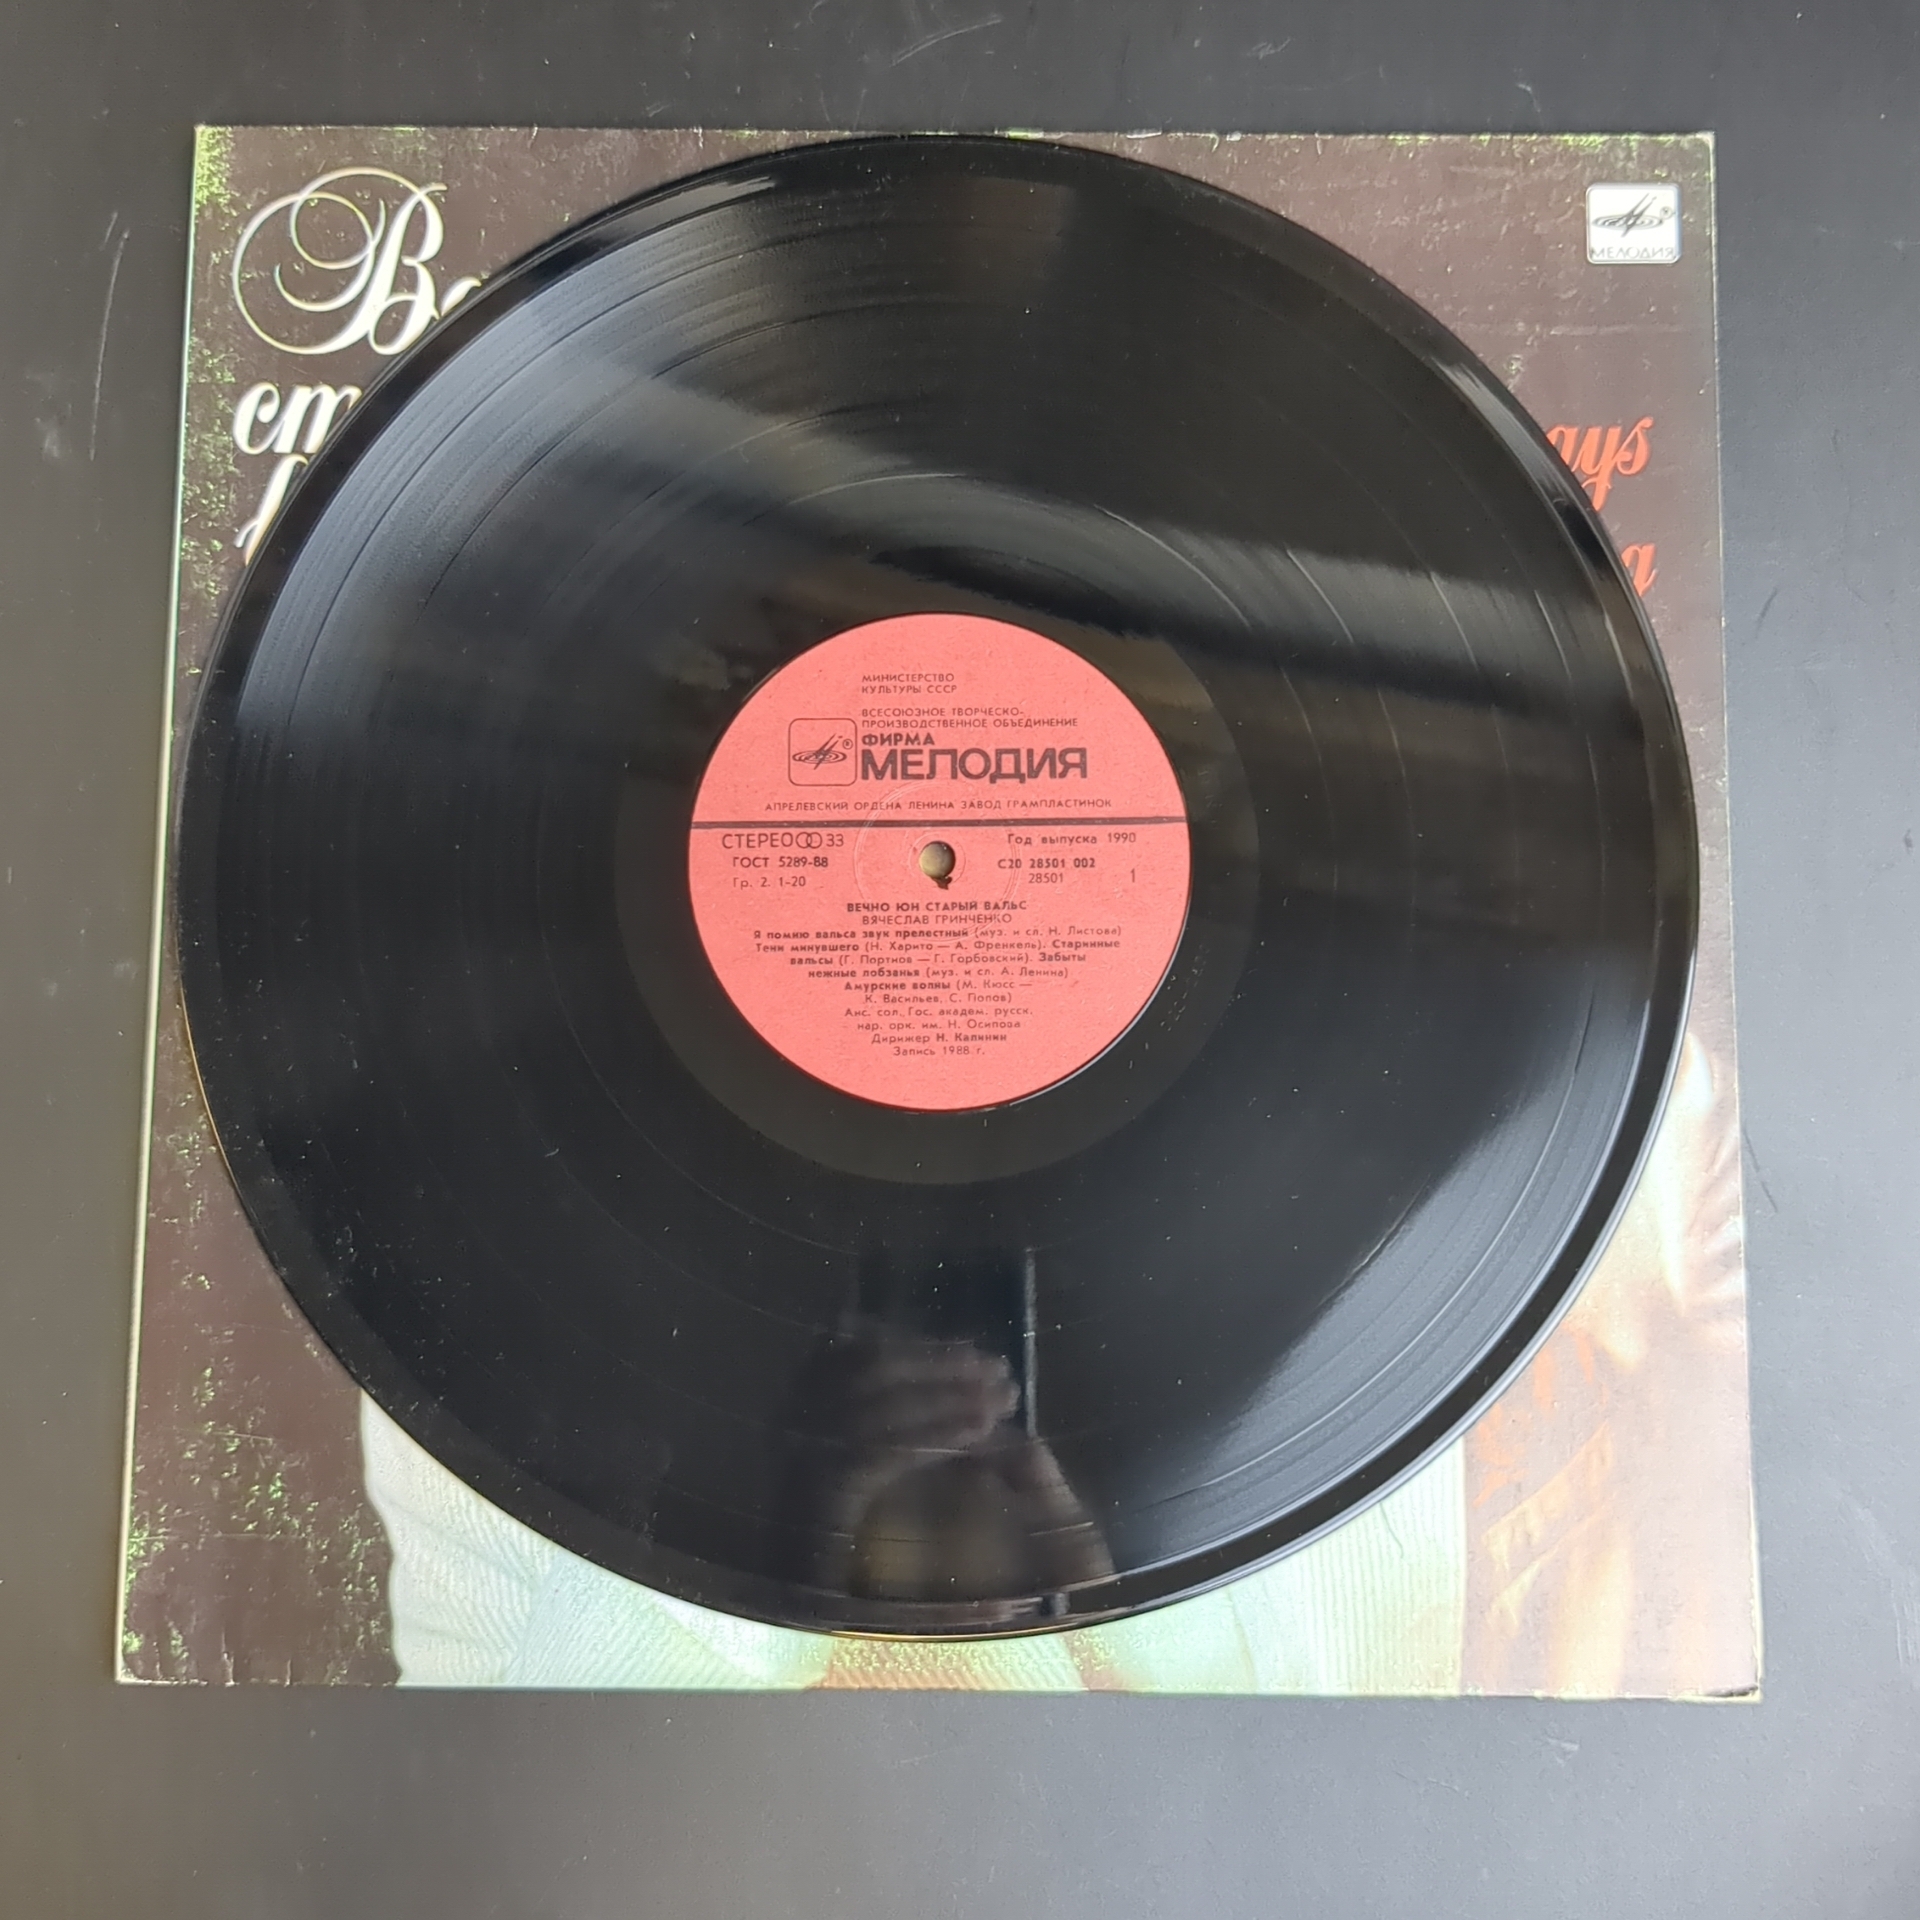 МЕЛОДИЯ
ст
ays
МИНИСТЕРСТВО
КУЛЬТУРЫ СССР
ВСЕСОЮЗНОЕ ТВОРЧЕСКО-
ПРОИЗВОДСТВЕННОЕ ОБЪЕДИНЕНИЕ
ФИРМА
МЕЛОДИЯ
АПРЕЛЕВСКИЙ ОРДЕНА ЛЕНИНА ЗАВОД ГРАМПЛАСТИНОК
СТЕРЕО 33 Год выпуска 1990
ГОСТ 5289-88 С20 28501 002
Гр. 2. 1-20 28501 1
ВЕЧНО ЮН СТАРЫЙ ВАЛЬС
ВЯЧЕСЛАВ ГРИНЧЕНКО
Я помню вальса звук прелестный (муз. и сл. Н. Листова)
Тени минувшего (Н. Харито — А. Френкель). Старинные
вальсы (Г. Портнов — Г. Горбовский). Забыты
нежные лобзанья (муз. и сл. А. Ленина)
Амурские волны (М. Кюсс —
К. Васильев, С. Попов)
Анс. сол. Гос. академ. русск.
нар. орк. им. Н. Осипова
Дирижер Н. Калинин
Запись 1988 г.